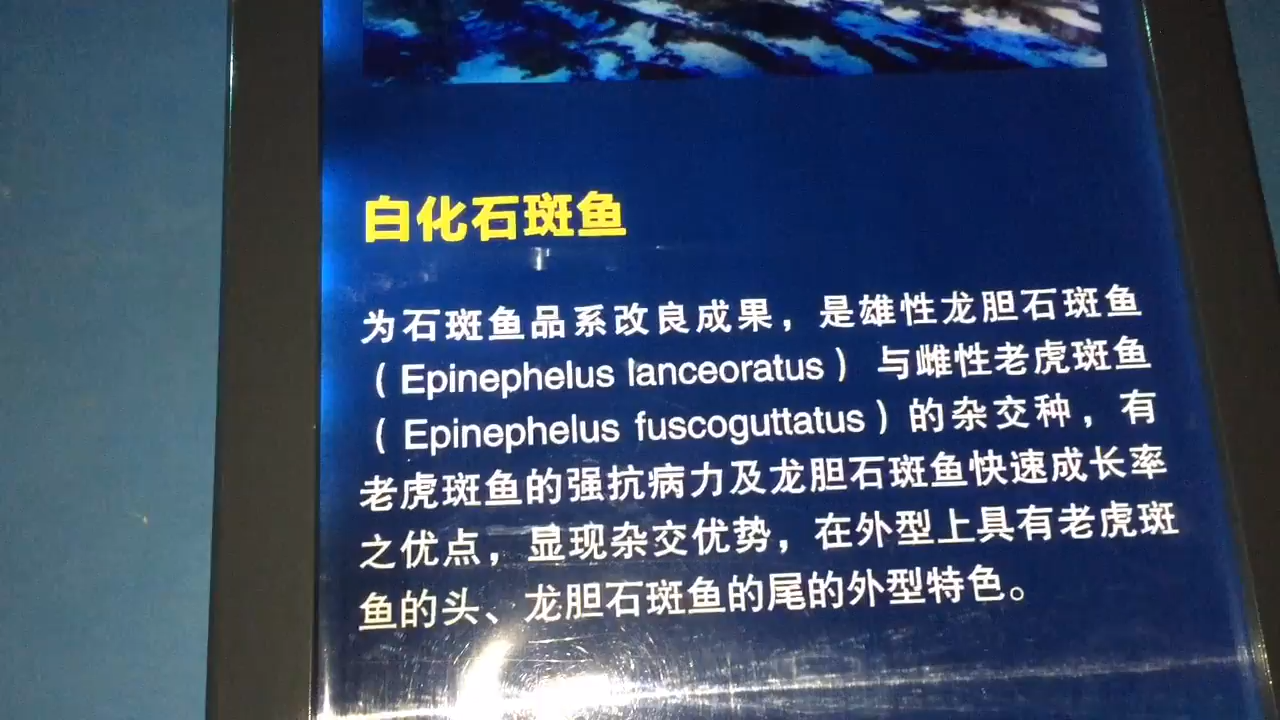 白化石斑鱼
为石斑鱼品系改良成果，是雄性龙胆石斑鱼
（Epinephelus lanceoratus） 与雌性老虎斑鱼
（Epinephelus fuscoguttatus）的杂交种，有
老虎斑鱼的强抗病力及龙胆石斑鱼快速成长率
之优点，显现杂交优势，在外型上具有老虎斑
鱼的头、龙胆石斑鱼的尾的外型特色。